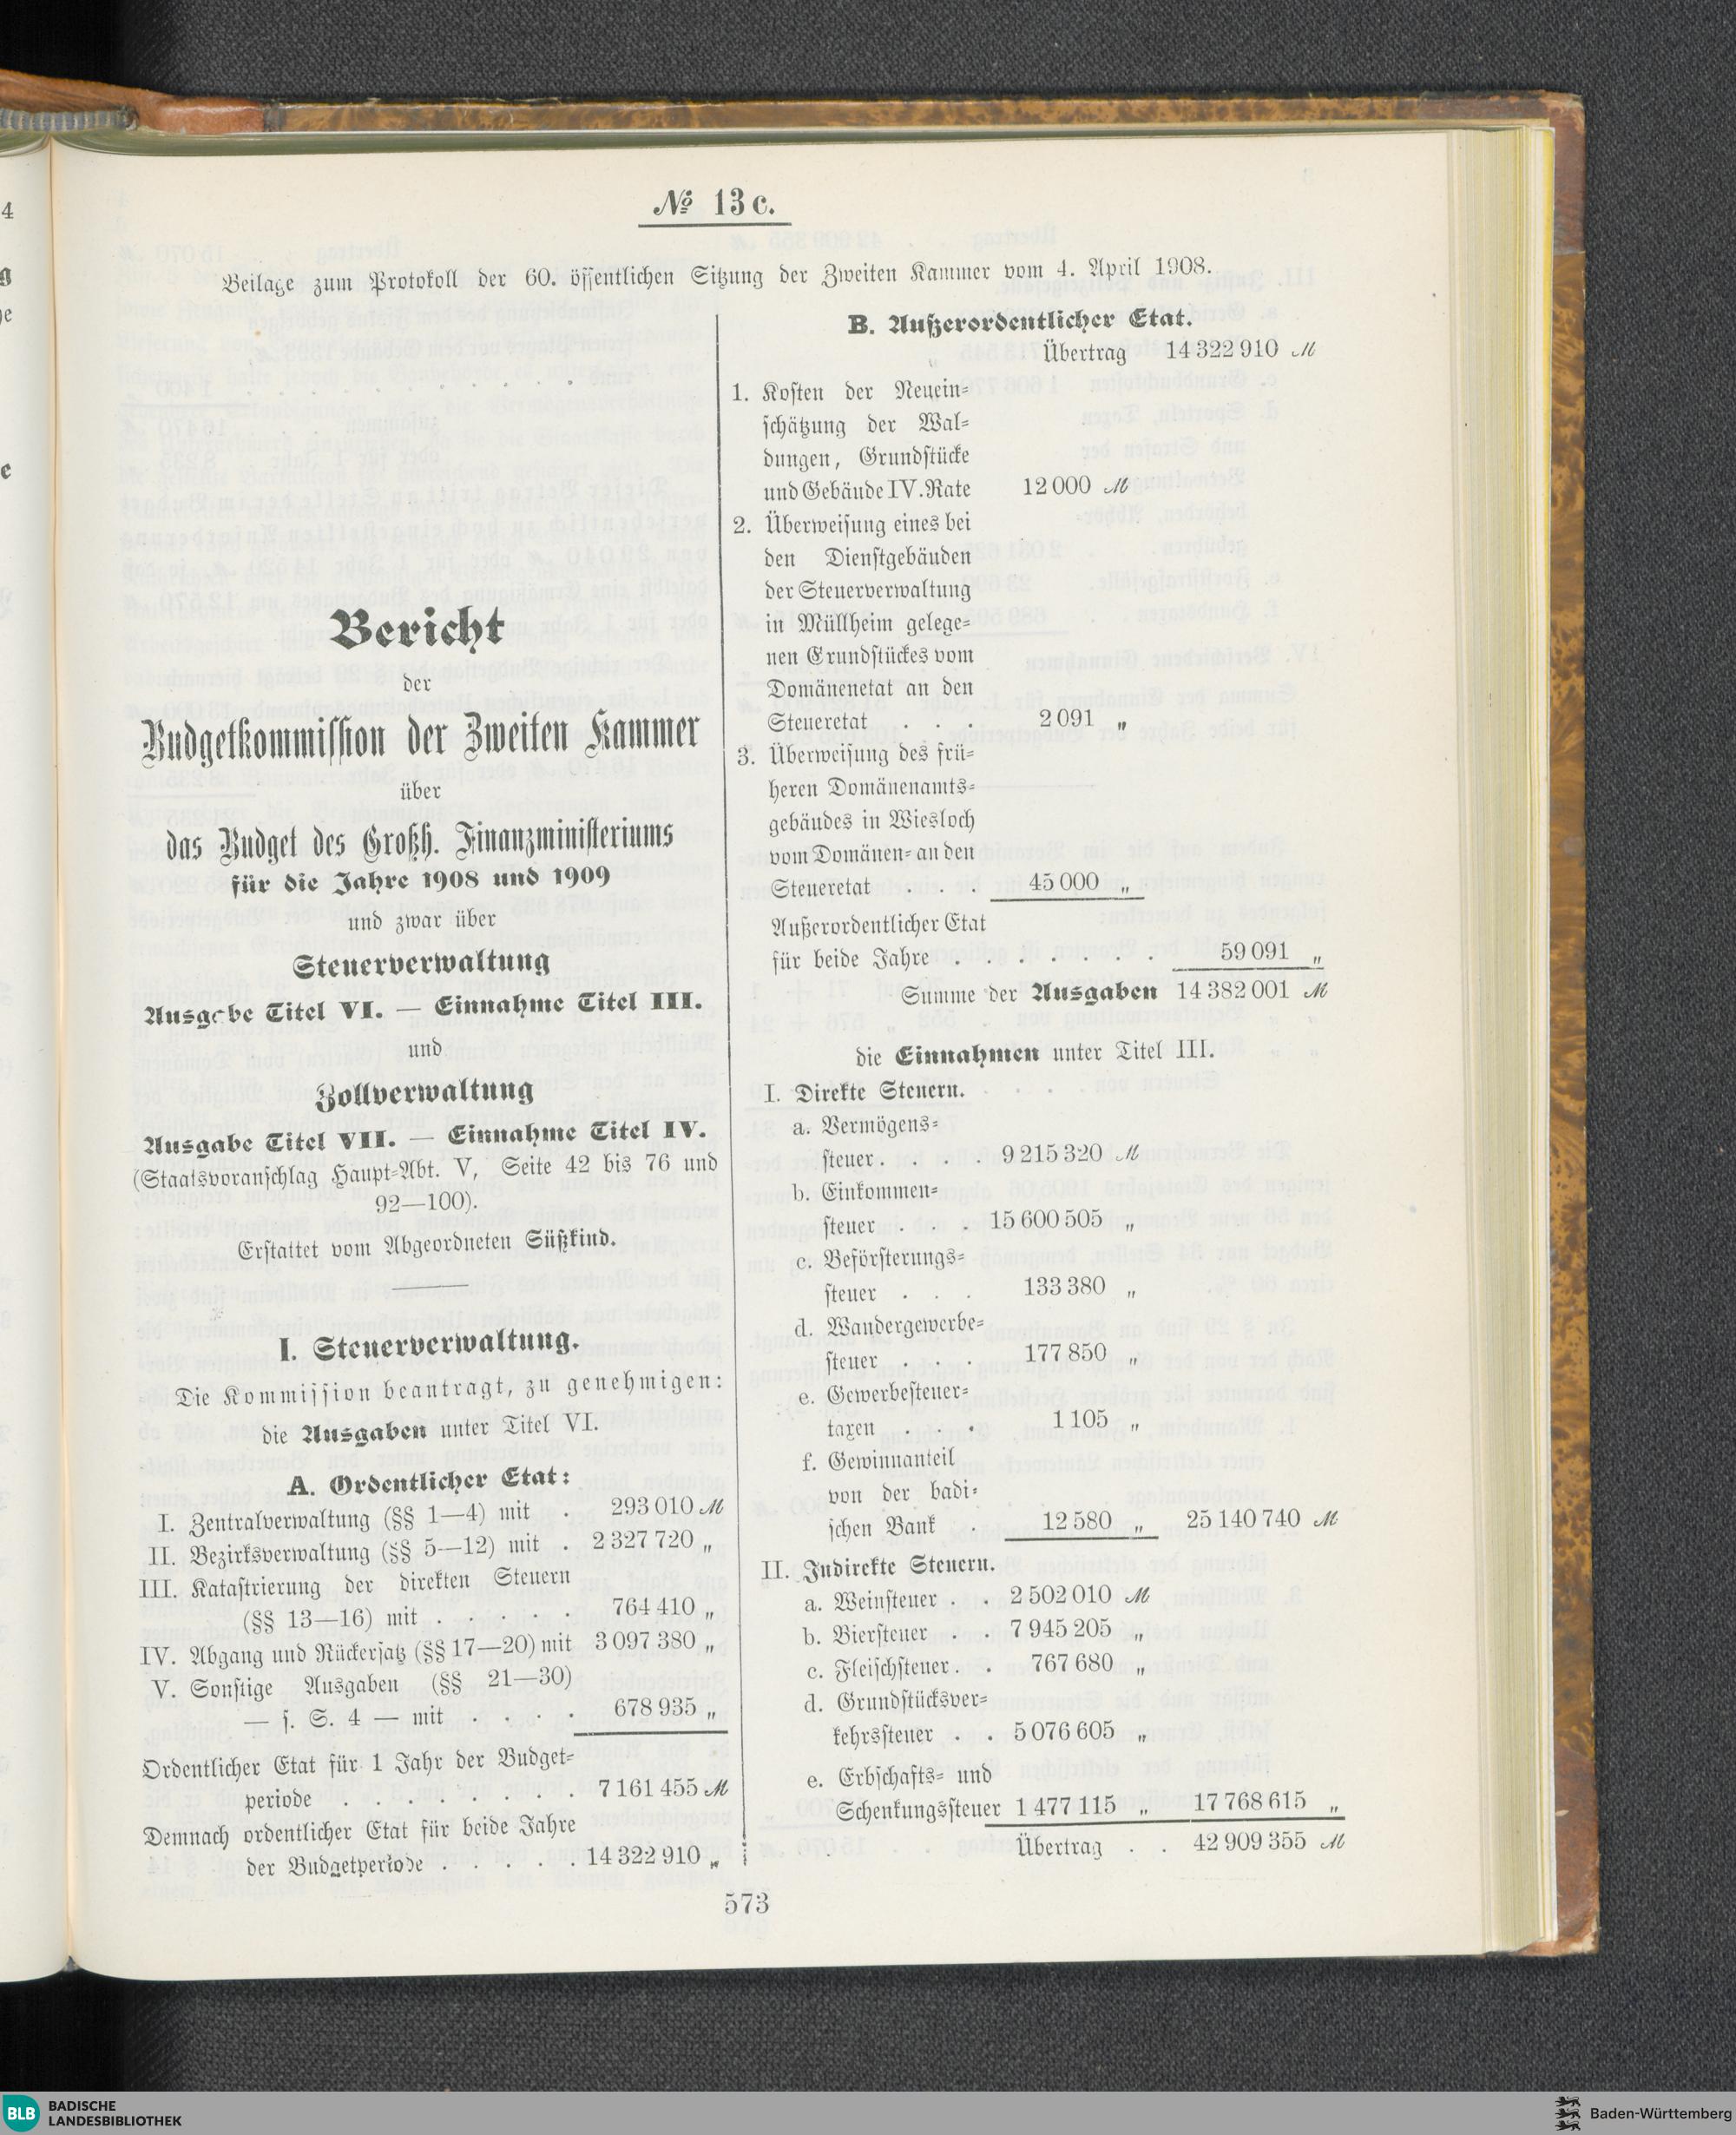 № 13 c.
Beilage zum Protokoll der 60. öffentlichen Sitzung der Zweiten Kammer vom 4. April 1908.
Bericht
der
Budgetkommission der Zweiten Kammer
über
das Budget des Großh. Finanzministeriums
für die Jahre 1908 und 1909
und zwar über
Steuerverwaltung
Ausgabe Titel VI. — Einnahme Titel III.
und
Zollverwaltung
Ausgabe Titel VII. — Einnahme Titel IV.
(Staatsvoranschlag Haupt-Abt. V, Seite 42 bis 76 und
92—100).
Erstattet vom Abgeordneten Süßkind.
I. Steuerverwaltung.
Die Kommission beantragt, zu genehmigen:
die Ausgaben unter Titel VI.
A. Ordentlicher Etat:
I. Zentralverwaltung (§§ 1—4) mit . 293 010 ℳ
II. Bezirksverwaltung (§§ 5—12) mit . 2 327 720 „
III. Katastrierung der direkten Steuern
(§§ 13—16) mit . . . . . 764 410 „
IV. Abgang und Rückersatz (§§ 17—20) mit 3 097 380 „
V. Sonstige Ausgaben (§§ 21—30)
— s. S. 4 — mit . . . . 678 935 „
Ordentlicher Etat für 1 Jahr der Budget-
periode . . . . . . . . 7 161 455 ℳ
Demnach ordentlicher Etat für beide Jahre
der Budgetperiode . . . . . 14 322 910 „
B. Außerordentlicher Etat.
Übertrag 14 322 910 ℳ
1. Kosten der Neuein-
schätzung der Wal-
dungen, Grundstücke
und Gebäude IV. Rate 12 000 ℳ
2. Überweisung eines bei
den Dienstgebäuden
der Steuerverwaltung
in Müllheim gelege-
nen Grundstückes vom
Domänenetat an den
Steueretat . . . 2 091 „
3. Überweisung des frü-
heren Domänenamts-
gebäudes in Wiesloch
vom Domänen- an den
Steueretat . . . 45 000 „
Außerordentlicher Etat
für beide Jahre . . . . . . . 59 091 „
Summe der Ausgaben 14 382 001 ℳ
die Einnahmen unter Titel III.
I. Direkte Steuern.
a. Vermögens-
steuer . . . . 9 215 320 ℳ
b. Einkommen-
steuer . . . 15 600 505 „
c. Beförsterungs-
steuer . . . 133 380 „
d. Wandergewerbe-
steuer . . . 177 850 „
e. Gewerbesteuer-
taxen . . . 1 105 „
f. Gewinnanteil
von der badi-
schen Bank . 12 580 „ 25 140 740 ℳ
II. Indirekte Steuern.
a. Weinsteuer . . 2 502 010 ℳ
b. Biersteuer . . 7 945 205 „
c. Fleischsteuer . . 767 680 „
d. Grundstücksver-
kehrssteuer . . 5 076 605 „
e. Erbschafts- und
Schenkungssteuer 1 477 115 „ 17 768 615 „
Übertrag . . 42 909 355 ℳ
573
BLB BADISCHE
LANDESBIBLIOTHEK
Baden-Württemberg